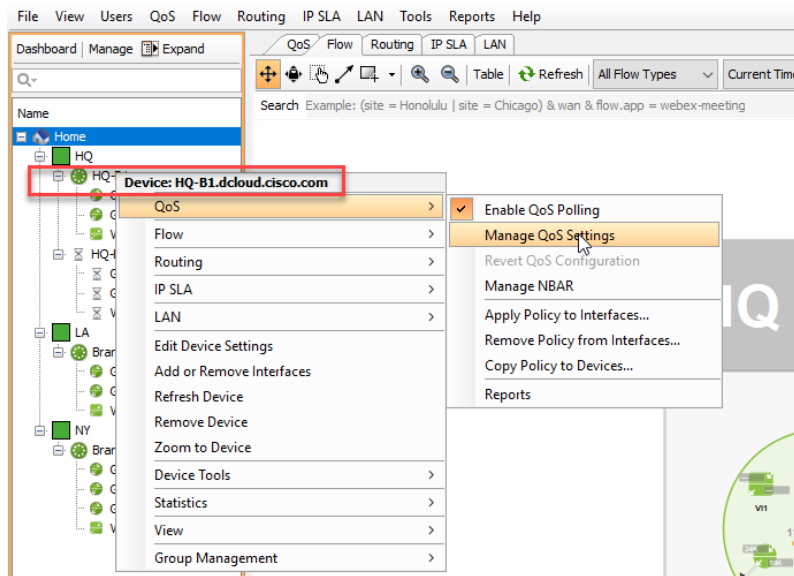 File View Users QoS Flow Routing IP SLA LAN Tools Reports Help
Dashboard Manage Expand
QoS Flow Routing IP SLA LAN
Table Refresh All Flow Types Current Time
Search Example: (site = Honolulu | site = Chicago) & wan & flow.app = webex-meeting
Name
Home
HQ
Device: HQ-B1.dcloud.cisco.com
QoS
Flow
Routing
IP SLA
LAN
Edit Device Settings
Add or Remove Interfaces
Refresh Device
Remove Device
Zoom to Device
Device Tools
Statistics
View
Group Management
Enable QoS Polling
Manage QoS Settings
Revert QoS Configuration
Manage NBAR
Apply Policy to Interfaces...
Remove Policy from Interfaces...
Copy Policy to Devices...
Reports
LA
Bran
NY
Bran
HQ
VI1